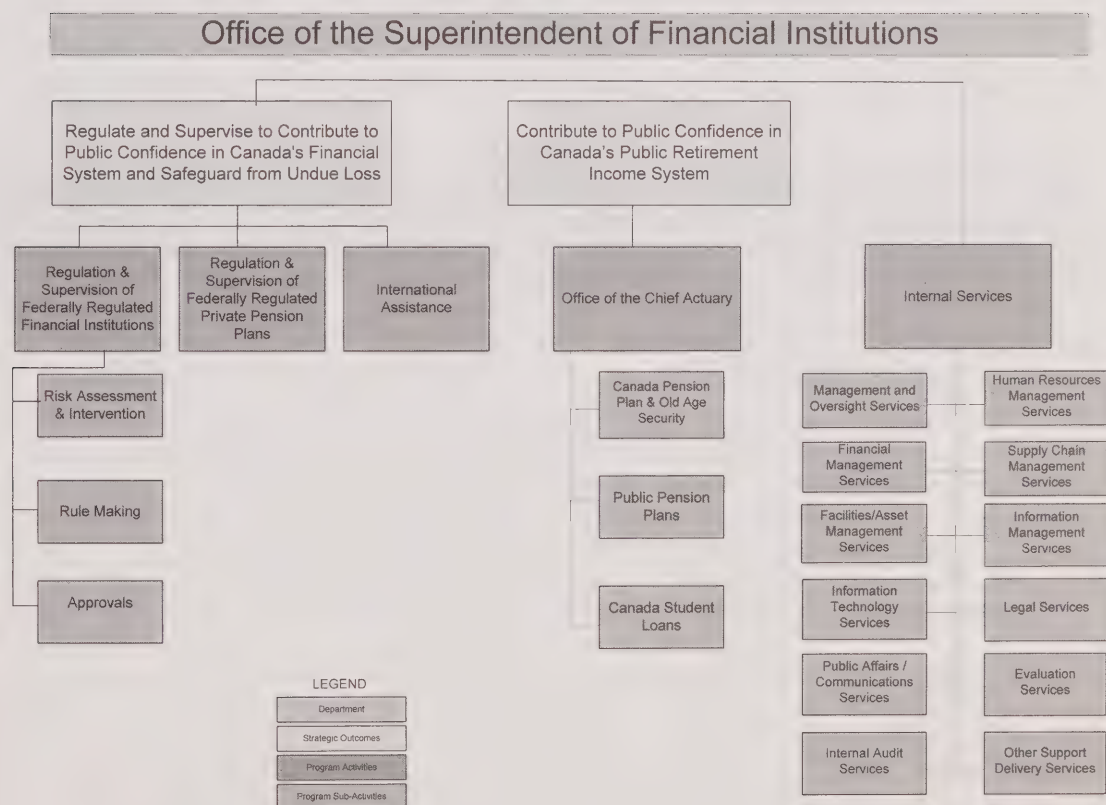 Office of the Superintendent of Financial Institutions
Regulate and Supervise to Contribute to
Public Confidence in Canada's Financial
System and Safeguard from Undue Loss
Contribute to Public Confidence in
Canada's Public Retirement
Income System
Regulation &
Supervision of
Federally Regulated
Financial Institutions
Regulation &
Supervision of
Federally Regulated
Private Pension
Plans
International
Assistance
Office of the Chief Actuary
Internal Services
Risk Assessment
& Intervention
Rule Making
Approvals
Canada Pension
Plan & Old Age
Security
Public Pension
Plans
Canada Student
Loans
Management and
Oversight Services
Human Resources
Management
Services
Financial
Management
Services
Supply Chain
Management
Services
Facilities/Asset
Management
Services
Information
Management
Services
Information
Technology
Services
Legal Services
Public Affairs /
Communications
Services
Evaluation
Services
Internal Audit
Services
Other Support
Delivery Services
LEGEND
Department
Strategic Outcomes
Program Activities
Program Sub-Activities